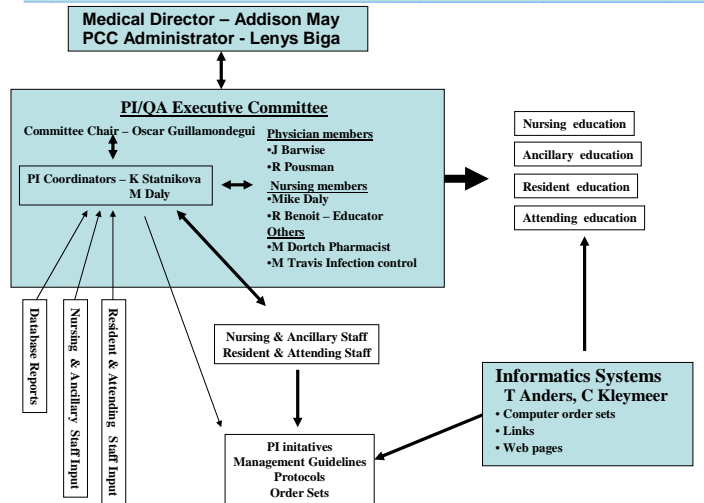 Medical Director – Addison May
PCC Administrator - Lenys Biga
PI/QA Executive Committee
Committee Chair – Oscar Guillamondegui
PI Coordinators – K Statnikova
M Daly
Physician members
•J Barwise
•R Pousman
Nursing members
•Mike Daly
•R Benoit – Educator
Others
•M Dortch Pharmacist
•M Travis Infection control
Nursing education
Ancillary education
Resident education
Attending education
Database Reports
Nursing & Ancillary
Staff Input
Resident & Attending
Staff Input
Nursing & Ancillary Staff
Resident & Attending Staff
PI initatives
Management Guidelines
Protocols
Order Sets
Informatics Systems
T Anders, C Kleymeer
• Computer order sets
• Links
• Web pages